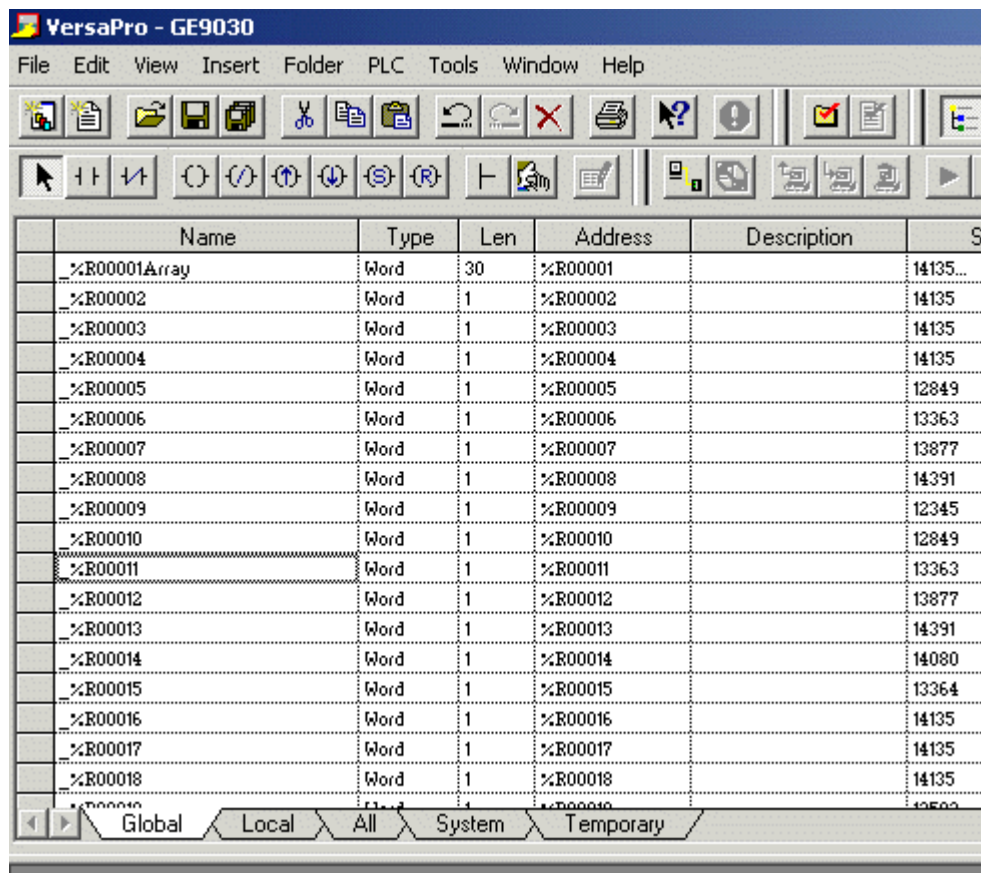 VersaPro - GE9030
File Edit View Insert Folder PLC Tools Window Help
Name Type Len Address Description S
_%R00001Array Word 30 %R00001 14135...
_%R00002 Word 1 %R00002 14135
_%R00003 Word 1 %R00003 14135
_%R00004 Word 1 %R00004 14135
_%R00005 Word 1 %R00005 12849
_%R00006 Word 1 %R00006 13363
_%R00007 Word 1 %R00007 13877
_%R00008 Word 1 %R00008 14391
_%R00009 Word 1 %R00009 12345
_%R00010 Word 1 %R00010 12849
_%R00011 Word 1 %R00011 13363
_%R00012 Word 1 %R00012 13877
_%R00013 Word 1 %R00013 14391
_%R00014 Word 1 %R00014 14080
_%R00015 Word 1 %R00015 13364
_%R00016 Word 1 %R00016 14135
_%R00017 Word 1 %R00017 14135
_%R00018 Word 1 %R00018 14135
Global Local All System Temporary